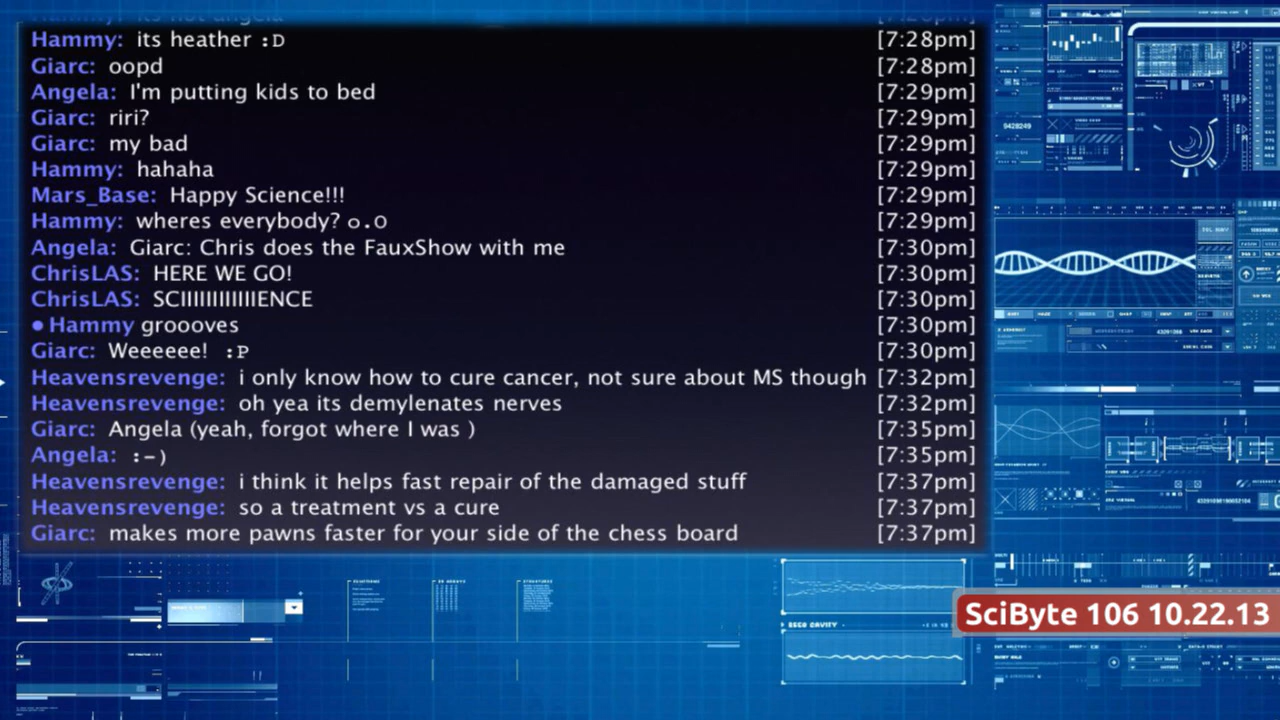 Hammy: its heather :D [7:28pm]
Giarc: oopd [7:28pm]
Angela: I'm putting kids to bed [7:29pm]
Giarc: riri? [7:29pm]
Giarc: my bad [7:29pm]
Hammy: hahaha [7:29pm]
Mars_Base: Happy Science!!! [7:29pm]
Hammy: wheres everybody? o.O [7:29pm]
Angela: Giarc: Chris does the FauxShow with me [7:30pm]
ChrisLAS: HERE WE GO! [7:30pm]
ChrisLAS: SCIIIIIIIIIIIIENCE [7:30pm]
•Hammy groooves [7:30pm]
Giarc: Weeeeee! :P [7:30pm]
Heavensrevenge: i only know how to cure cancer, not sure about MS though [7:32pm]
Heavensrevenge: oh yea its demylenates nerves [7:32pm]
Giarc: Angela (yeah, forgot where I was ) [7:35pm]
Angela: :-) [7:35pm]
Heavensrevenge: i think it helps fast repair of the damaged stuff [7:37pm]
Heavensrevenge: so a treatment vs a cure [7:37pm]
Giarc: makes more pawns faster for your side of the chess board [7:37pm]
SciByte 106 10.22.13